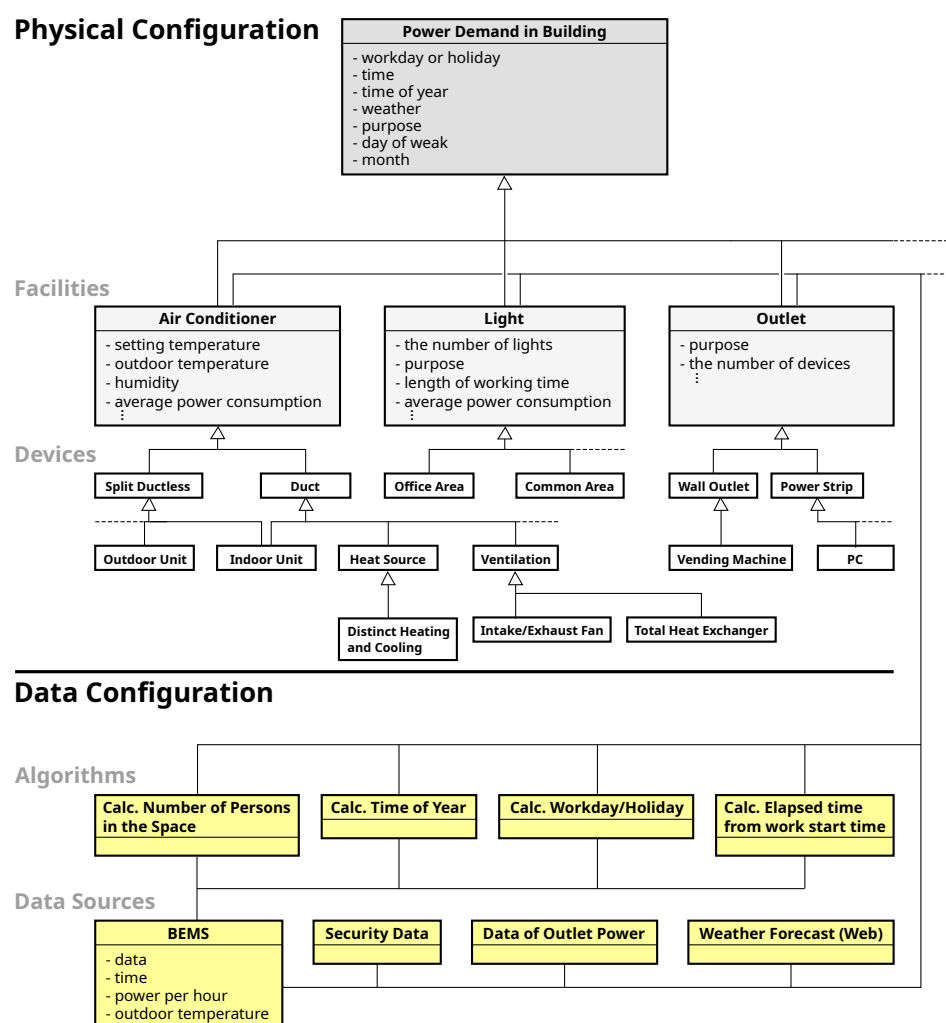 Physical Configuration
Power Demand in Building
- workday or holiday
- time
- time of year
- weather
- purpose
- day of weak
- month
Facilities
Air Conditioner
- setting temperature
- outdoor temperature
- humidity
- average power consumption
⋮
Light
- the number of lights
- purpose
- length of working time
- average power consumption
⋮
Outlet
- purpose
- the number of devices
⋮
Devices
Split Ductless
Duct
Office Area
Common Area
Wall Outlet
Power Strip
Outdoor Unit
Indoor Unit
Heat Source
Ventilation
Vending Machine
PC
Distinct Heating
and Cooling
Intake/Exhaust Fan
Total Heat Exchanger
Data Configuration
Algorithms
Calc. Number of Persons
in the Space
Calc. Time of Year
Calc. Workday/Holiday
Calc. Elapsed time
from work start time
Data Sources
BEMS
- data
- time
- power per hour
- outdoor temperature
Security Data
Data of Outlet Power
Weather Forecast (Web)